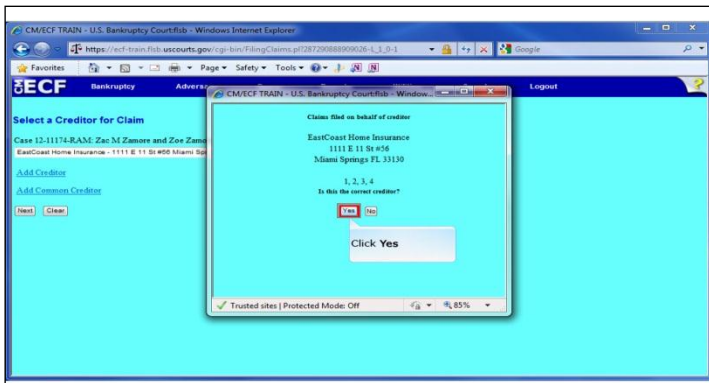 CM/ECF TRAIN - U.S. Bankruptcy Court:flsb - Windows Internet Explorer
https://ecf-train.flsb.uscourts.gov/cgi-bin/FilingClaims.pl?287290888909026-L_1_0-1
Google
Favorites Page Safety Tools
ECF Bankruptcy Logout
CM/ECF TRAIN - U.S. Bankruptcy Court:flsb - Window...
Select a Creditor for Claim
Case 12-11174-RAM: Zac M Zamore and Zoe Zamo
EastCoast Home Insurance - 1111 E 11 St #56 Miami Sp
Add Creditor
Add Common Creditor
Next Clear
Claims filed on behalf of creditor
EastCoast Home Insurance
1111 E 11 St #56
Miami Springs FL 33130
1, 2, 3, 4
Is this the correct creditor?
Yes No
Click Yes
Trusted sites | Protected Mode: Off 85%